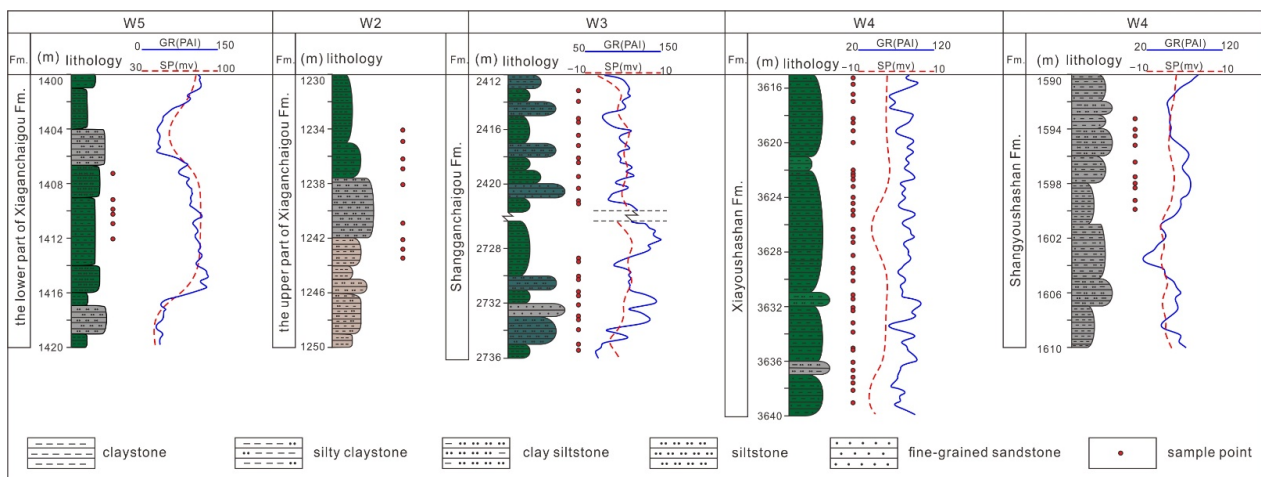 W5 W2 W3 W4 W4
Fm. (m) lithology 0 GR(PAI) 150 30 SP(mv) 100
the lower part of Xiaganchaigou Fm.
1400
1404
1408
1412
1416
1420
Fm. (m) lithology
the upper part of Xiaganchaigou Fm.
1230
1234
1238
1242
1246
1250
Fm. (m) lithology 50 GR(PAI) 150 -10 SP(mv) 10
Shangganchaigou Fm.
2412
2416
2420
2728
2732
2736
Fm. (m) lithology 20 GR(PAI) 120 -10 SP(mv) 10
Xiayoushashan Fm.
3616
3620
3624
3628
3632
3636
3640
Fm. (m) lithology 20 GR(PAI) 120 -10 SP(mv) 10
Shangyoushashan Fm.
1590
1594
1598
1602
1606
1610
claystone silty claystone clay siltstone siltstone fine-grained sandstone sample point